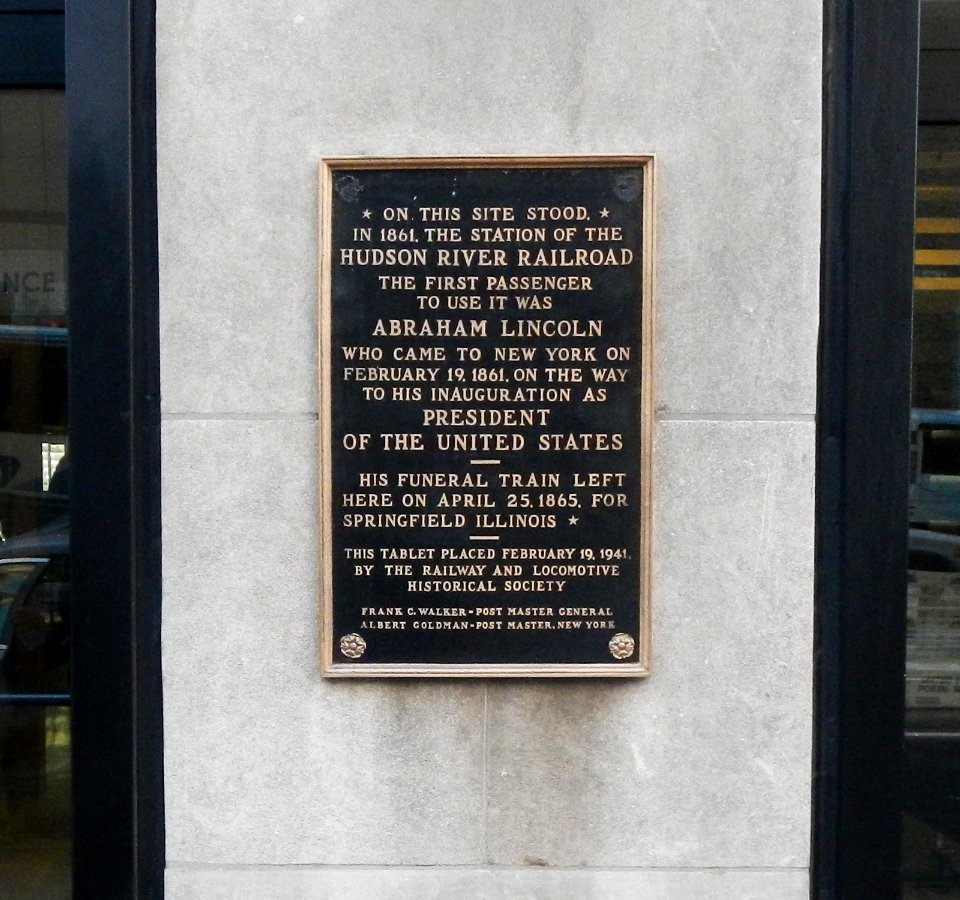 ★ ON THIS SITE STOOD, ★
IN 1861, THE STATION OF THE
HUDSON RIVER RAILROAD
THE FIRST PASSENGER
TO USE IT WAS
ABRAHAM LINCOLN
WHO CAME TO NEW YORK ON
FEBRUARY 19, 1861, ON THE WAY
TO HIS INAUGURATION AS
PRESIDENT
OF THE UNITED STATES
HIS FUNERAL TRAIN LEFT
HERE ON APRIL 25, 1865, FOR
SPRINGFIELD ILLINOIS ★
THIS TABLET PLACED FEBRUARY 19, 1941,
BY THE RAILWAY AND LOCOMOTIVE
HISTORICAL SOCIETY
FRANK C. WALKER-POST MASTER GENERAL
ALBERT GOLDMAN-POST MASTER, NEW YORK
POSTAL